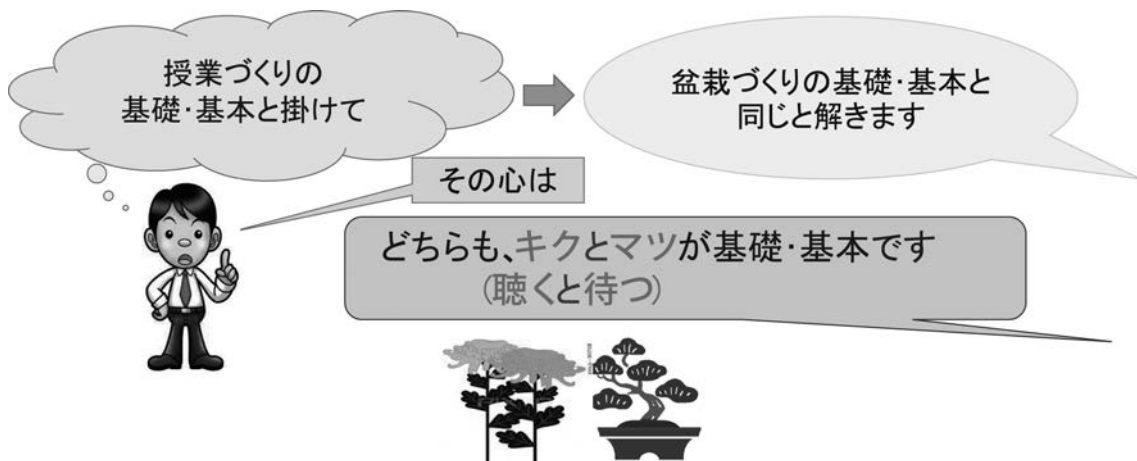 授業づくりの
基礎･基本と掛けて
盆栽づくりの基礎･基本と
同じと解きます
その心は
どちらも、キクとマツが基礎･基本です
(聴くと待つ)